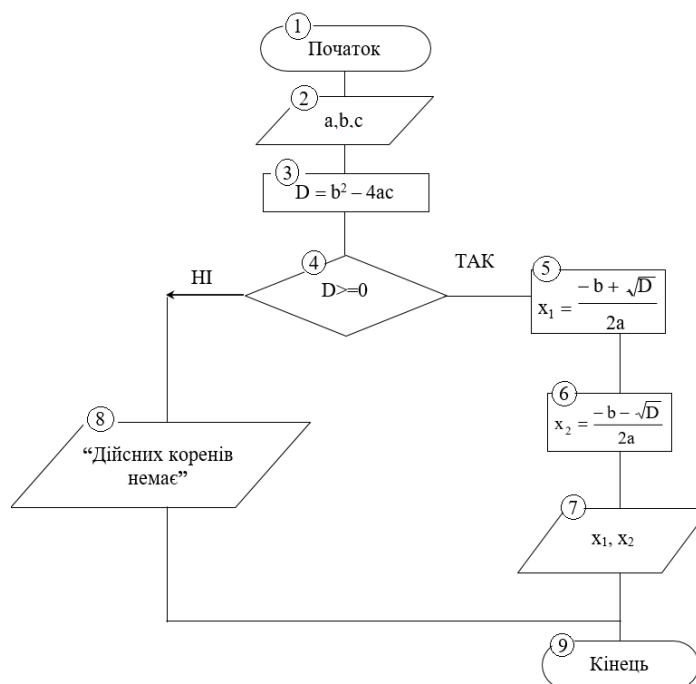 1
Початок
2
a,b,c
3
D = b² – 4ac
4
D>=0
НІ
ТАК
5
x₁ = (–b + √D) / 2a
6
x₂ = (–b – √D) / 2a
7
x₁, x₂
8
“Дійсних коренів
немає”
9
Кінець